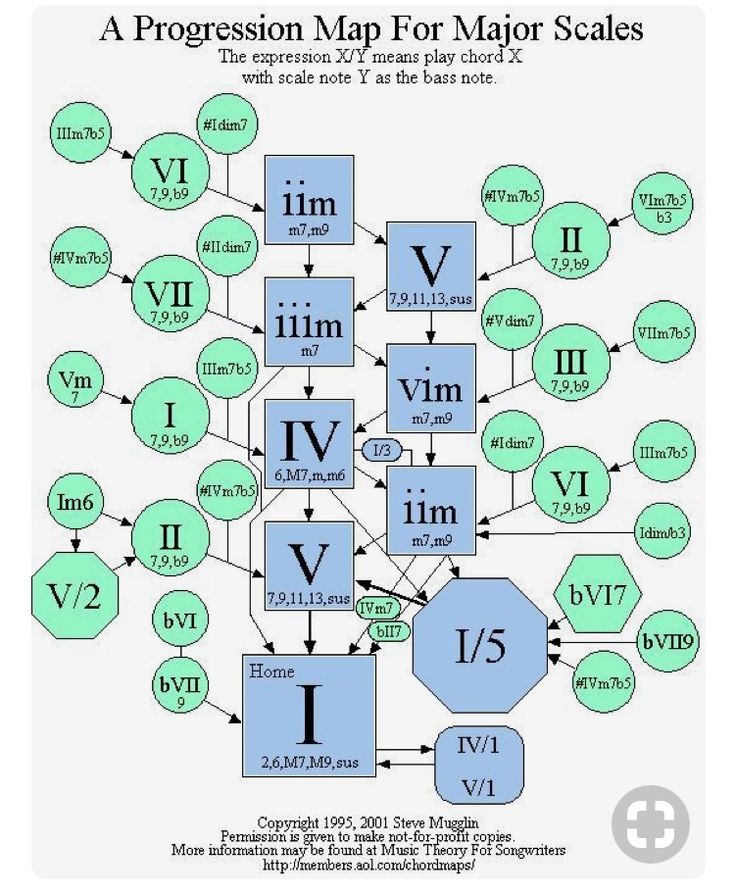 A Progression Map For Major Scales
The expression X/Y means play chord X
with scale note Y as the bass note.
IIIm7b5
#Idim7
VI
7,9,b9
iim
m7,m9
#IVm7b5
VIm7b5
b3
II
7,9,b9
V
7,9,11,13,sus
#IVm7b5
#IIdim7
VII
7,9,b9
iiim
m7
#Vdim7
VIIm7b5
III
7,9,b9
vim
m7,m9
Vm
7
IIIm7b5
I
7,9,b9
IV
6,M7,m,m6
I/3
#Idim7
IIIm7b5
VI
7,9,b9
iim
m7,m9
Im6
#IVm7b5
II
7,9,b9
V
7,9,11,13,sus
Idim/b3
V/2
IVm7
bII7
bVI7
bVI
I/5
bVII9
bVII
9
#IVm7b5
Home
I
2,6,M7,M9,sus
IV/1
V/1
Copyright 1995, 2001 Steve Mugglin
Permission is given to make not-for-profit copies.
More information may be found at Music Theory For Songwriters
http://members.aol.com/chordmaps/